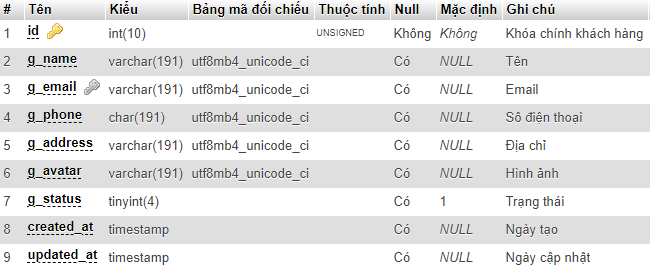 # Tên Kiểu Bảng mã đối chiếu Thuộc tính Null Mặc định Ghi chú
1 id int(10) UNSIGNED Không Không Khóa chính khách hàng
2 g_name varchar(191) utf8mb4_unicode_ci Có NULL Tên
3 g_email varchar(191) utf8mb4_unicode_ci Có NULL Email
4 g_phone char(191) utf8mb4_unicode_ci Có NULL Số điện thoại
5 g_address varchar(191) utf8mb4_unicode_ci Có NULL Địa chỉ
6 g_avatar varchar(191) utf8mb4_unicode_ci Có NULL Hình ảnh
7 g_status tinyint(4) Có 1 Trạng thái
8 created_at timestamp Có NULL Ngày tạo
9 updated_at timestamp Có NULL Ngày cập nhật